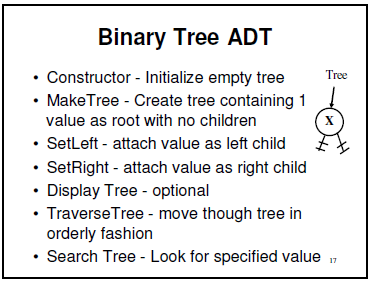 Binary Tree ADT
• Constructor - Initialize empty tree
• MakeTree - Create tree containing 1
value as root with no children
• SetLeft - attach value as left child
• SetRight - attach value as right child
• Display Tree - optional
• TraverseTree - move though tree in
orderly fashion
• Search Tree - Look for specified value
Tree
X
17